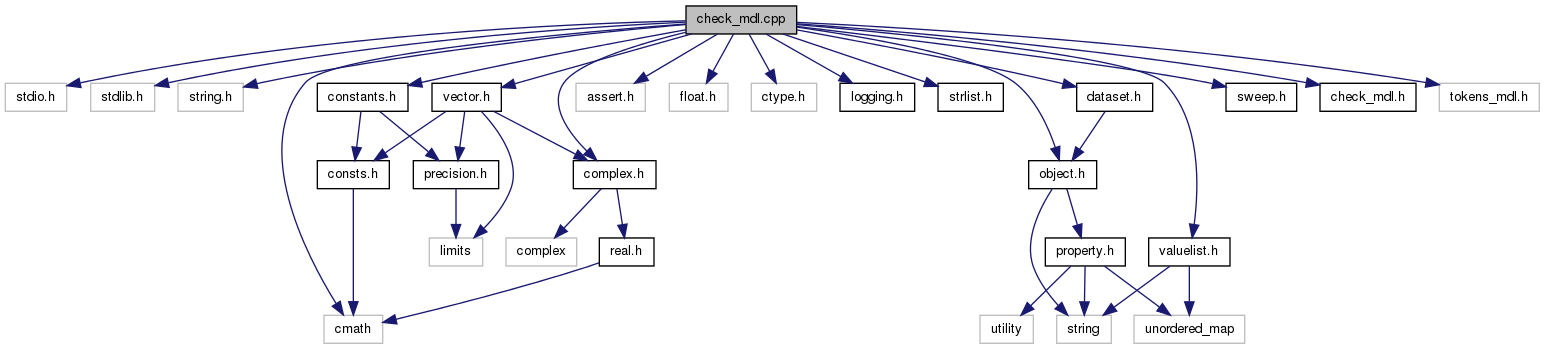 check_mdl.cpp
stdio.h
stdlib.h
string.h
constants.h
vector.h
assert.h
float.h
ctype.h
logging.h
strlist.h
dataset.h
sweep.h
check_mdl.h
tokens_mdl.h
consts.h
precision.h
complex.h
object.h
limits
complex
real.h
property.h
valuelist.h
cmath
utility
string
unordered_map